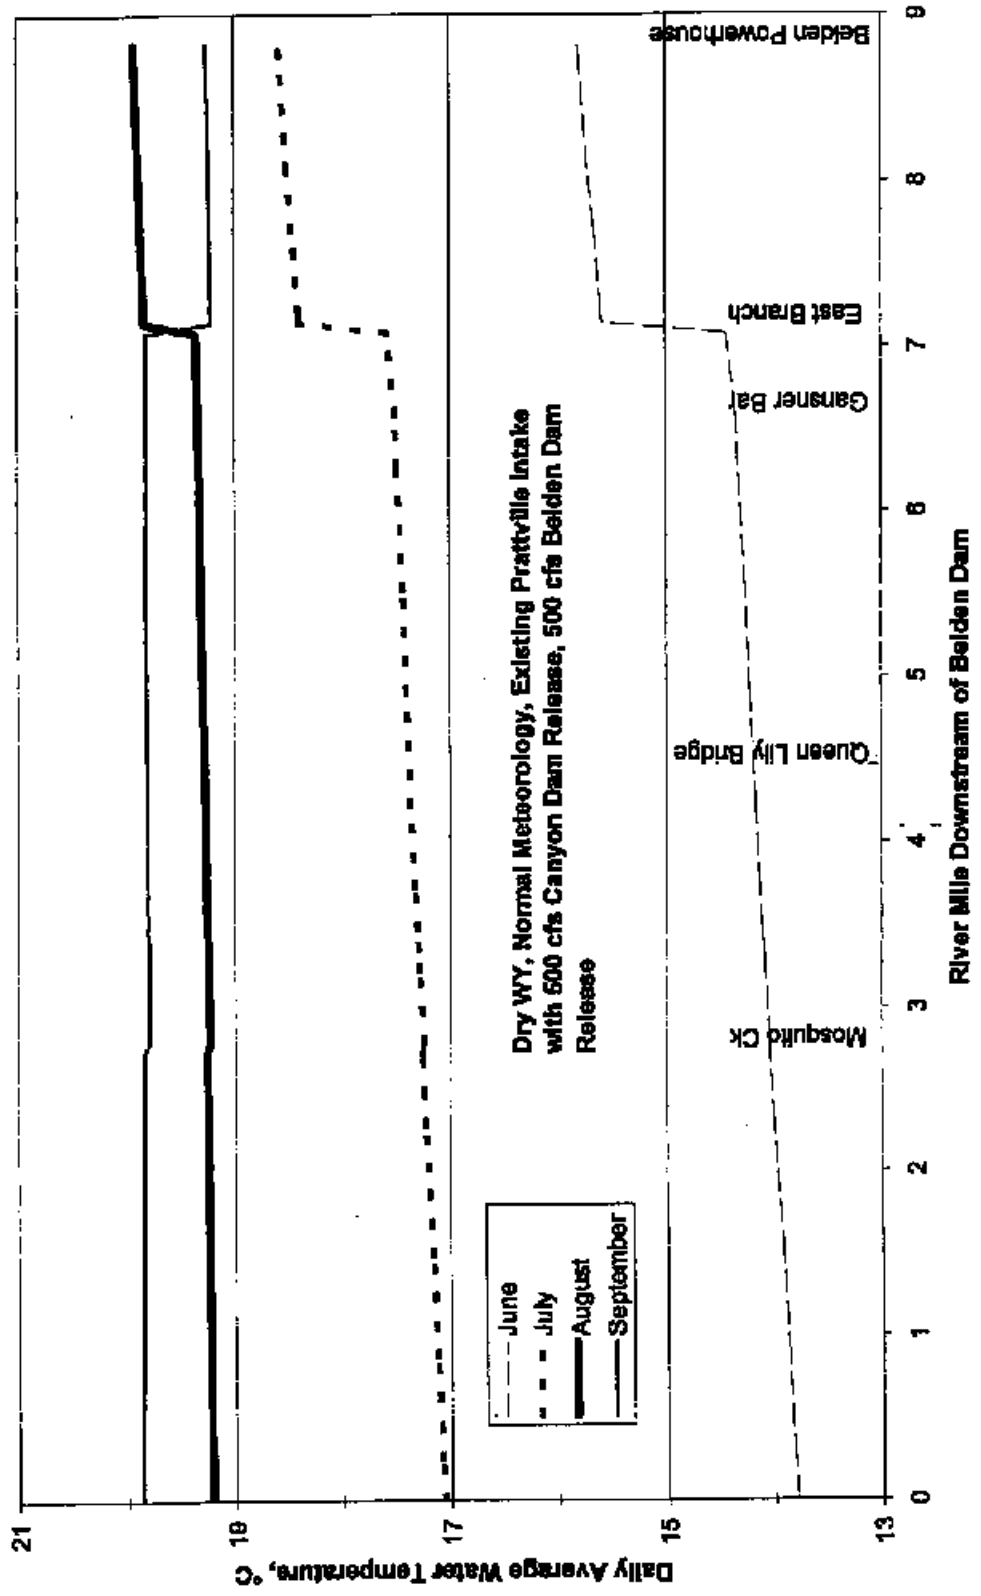 Daily Average Water Temperature, °C
21
19
17
15
13
Dry WY, Normal Meteorology, Existing Prattville Intake
with 600 cfs Canyon Dam Release, 500 cfs Belden Dam
Release
June
July
August
September
Mosquito Ck
Queen Lily Bridge
Gansner Bar
East Branch
Belden Powerhouse
0
1
2
3
4
5
6
7
8
9
River Mile Downstream of Belden Dam